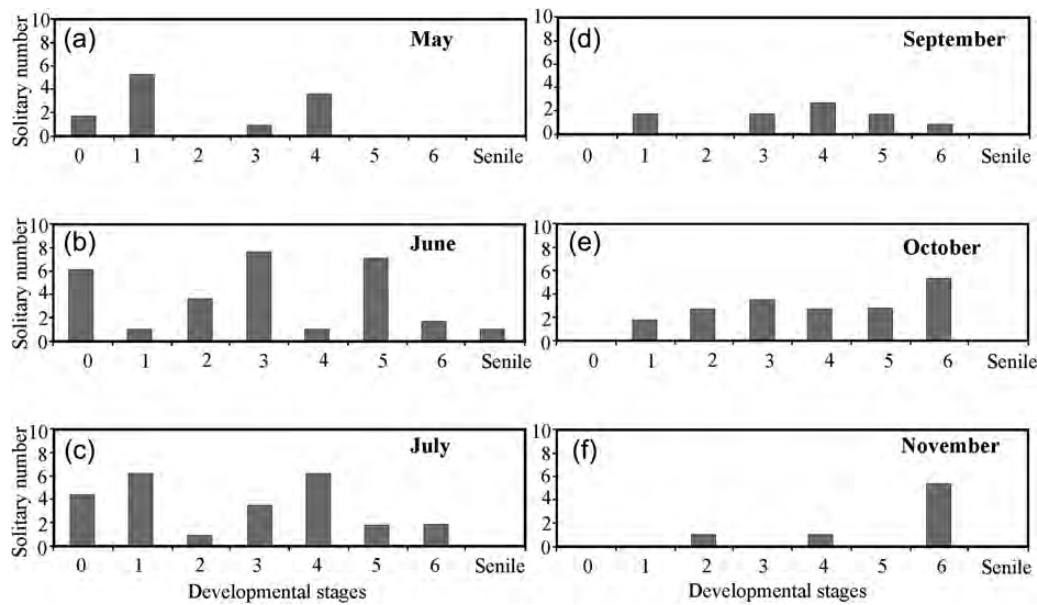 (a) May
Solitary number
10
8
6
4
2
0
0 1 2 3 4 5 6 Senile
(d) September
10
8
6
4
2
0
0 1 2 3 4 5 6 Senile
(b) June
Solitary number
10
8
6
4
2
0
0 1 2 3 4 5 6 Senile
(e) October
10
8
6
4
2
0
0 1 2 3 4 5 6 Senile
(c) July
Solitary number
10
8
6
4
2
0
0 1 2 3 4 5 6 Senile
Developmental stages
(f) November
10
8
6
4
2
0
0 1 2 3 4 5 6 Senile
Developmental stages